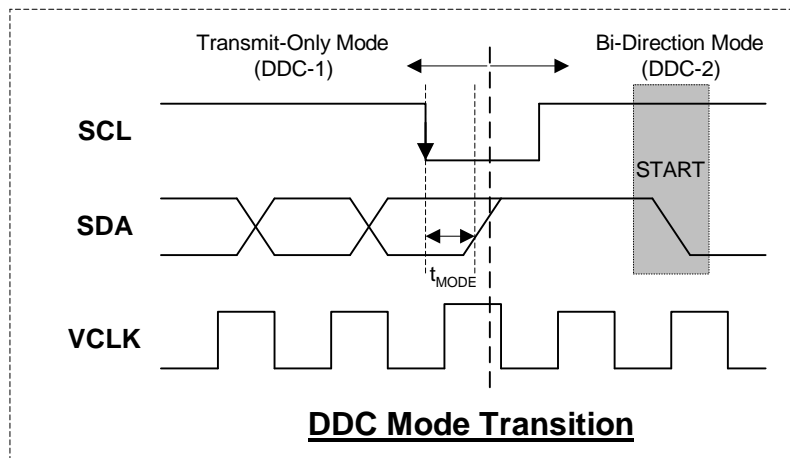 Transmit-Only Mode
(DDC-1)
Bi-Direction Mode
(DDC-2)
SCL
START
SDA
tMODE
VCLK
DDC Mode Transition